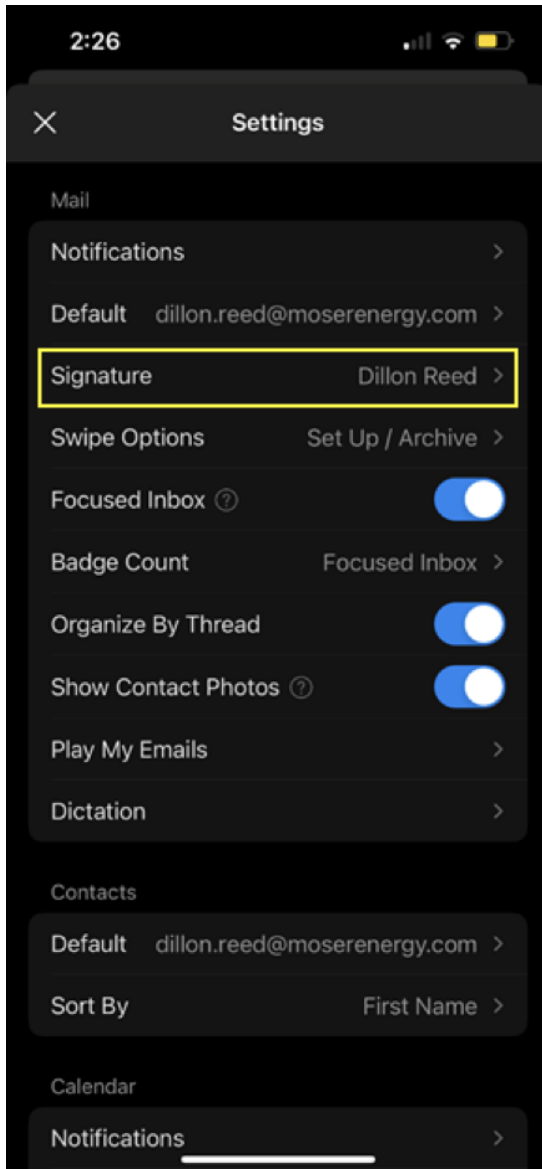 2:26
Settings
Mail
Notifications
Default dillon.reed@moserenergy.com
Signature Dillon Reed
Swipe Options Set Up / Archive
Focused Inbox ?
Badge Count Focused Inbox
Organize By Thread
Show Contact Photos ?
Play My Emails
Dictation
Contacts
Default dillon.reed@moserenergy.com
Sort By First Name
Calendar
Notifications